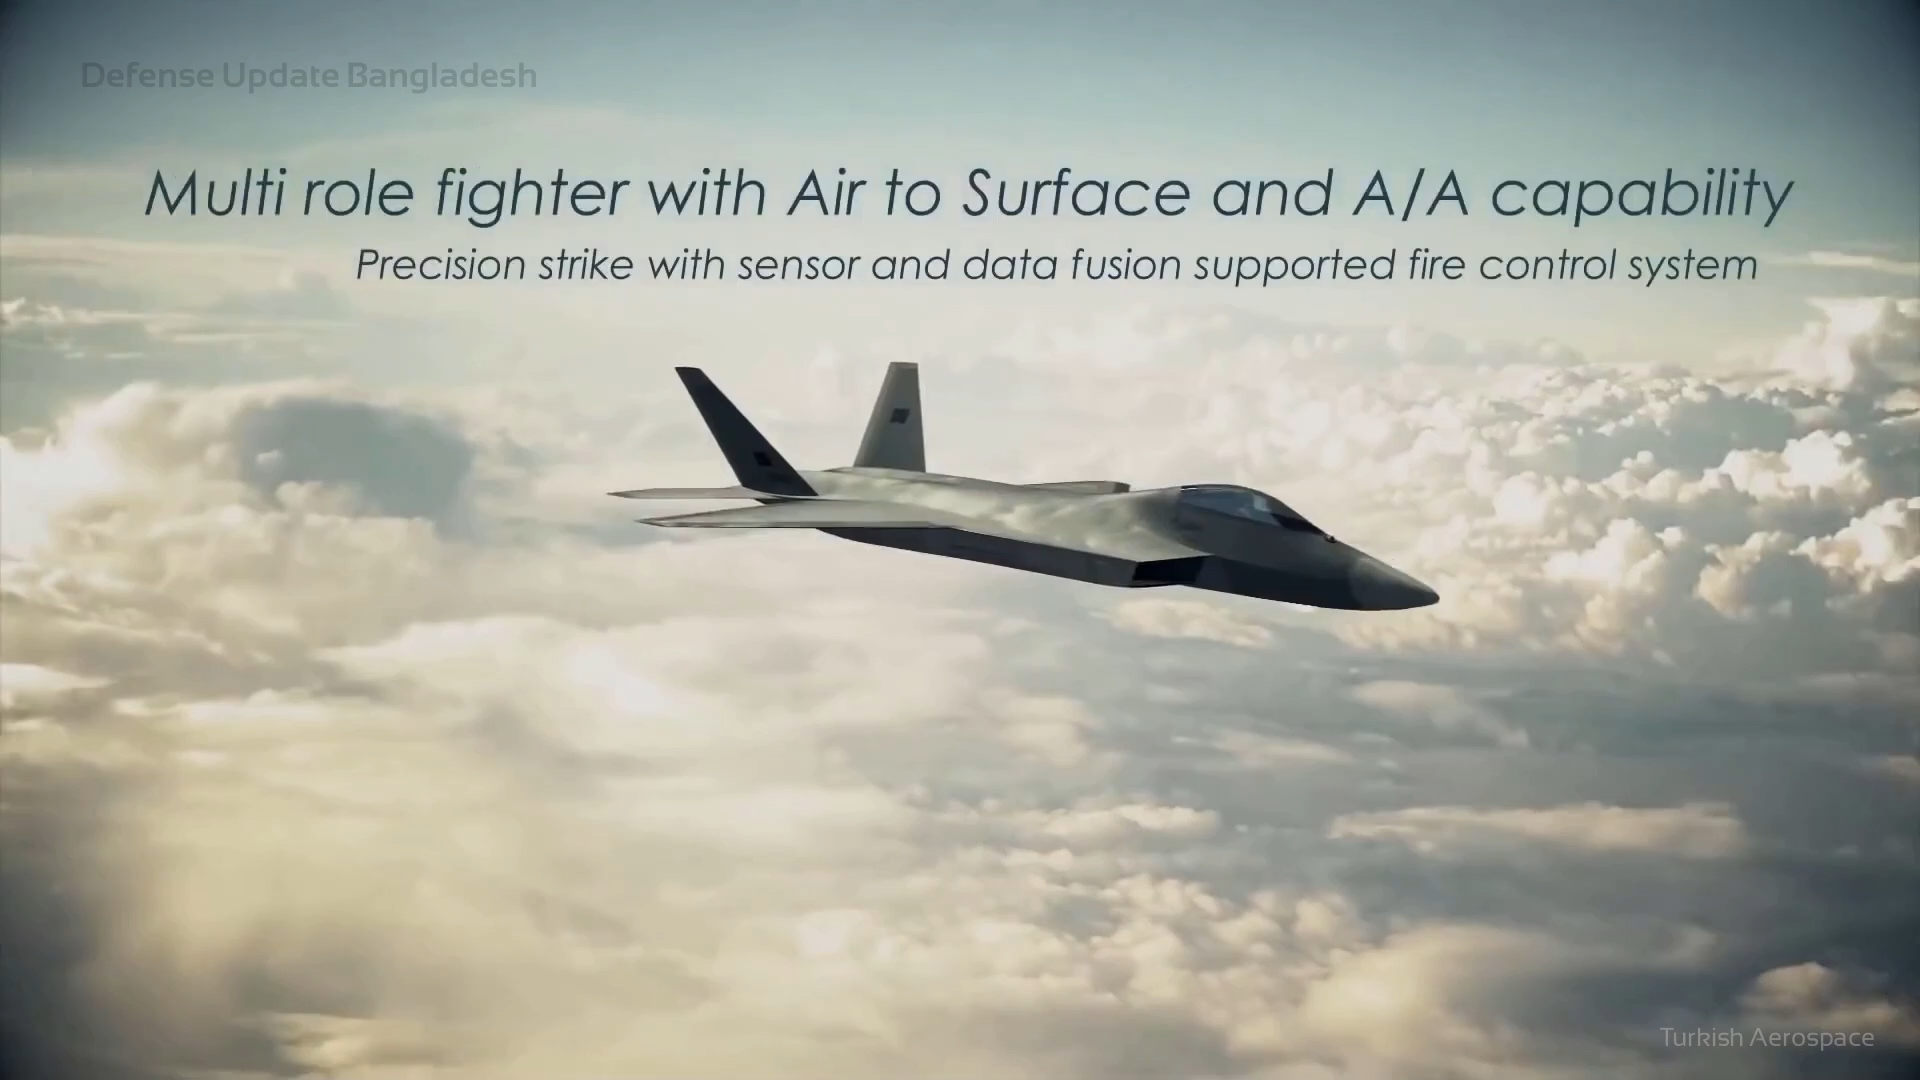 Defense Update Bangladesh
Multi role fighter with Air to Surface and A/A capability
Precision strike with sensor and data fusion supported fire control system
Turkish Aerospace